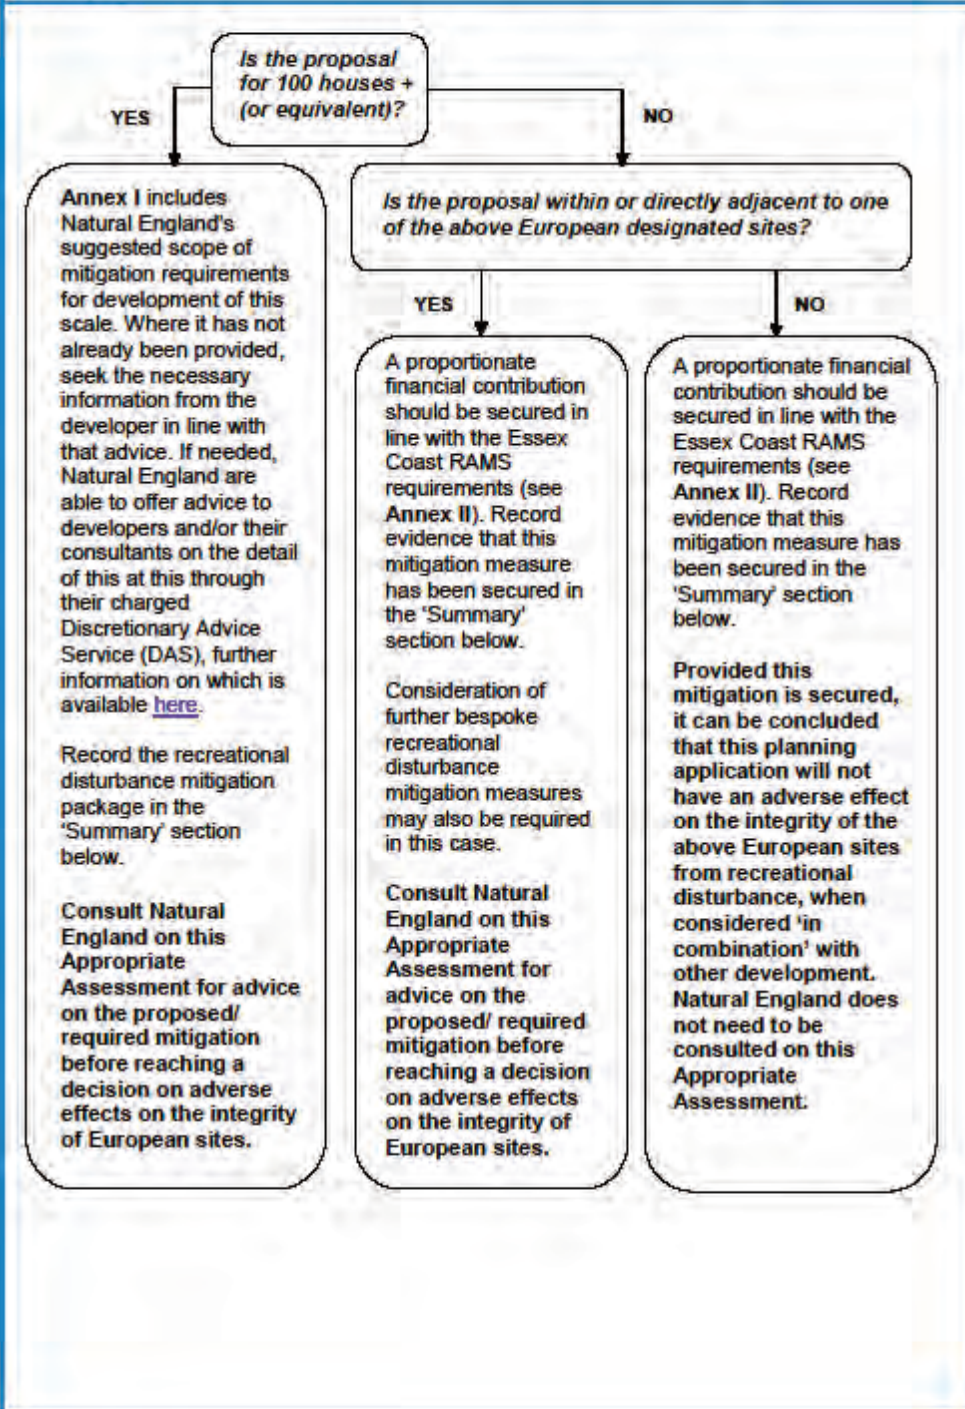 Is the proposal
for 100 houses +
(or equivalent)?
YES
NO
Annex I includes
Natural England's
suggested scope of
mitigation requirements
for development of this
scale. Where it has not
already been provided,
seek the necessary
information from the
developer in line with
that advice. If needed,
Natural England are
able to offer advice to
developers and/or their
consultants on the detail
of this at this through
their charged
Discretionary Advice
Service (DAS), further
information on which is
available here.
Record the recreational
disturbance mitigation
package in the
'Summary' section
below.
Consult Natural
England on this
Appropriate
Assessment for advice
on the proposed/
required mitigation
before reaching a
decision on adverse
effects on the integrity
of European sites.
Is the proposal within or directly adjacent to one
of the above European designated sites?
YES
NO
A proportionate
financial contribution
should be secured in
line with the Essex
Coast RAMS
requirements (see
Annex II). Record
evidence that this
mitigation measure
has been secured in
the 'Summary'
section below.
Consideration of
further bespoke
recreational
disturbance
mitigation measures
may also be required
in this case.
Consult Natural
England on this
Appropriate
Assessment for
advice on the
proposed/ required
mitigation before
reaching a decision
on adverse effects
on the integrity of
European sites.
A proportionate financial
contribution should be
secured in line with the
Essex Coast RAMS
requirements (see
Annex II). Record
evidence that this
mitigation measure has
been secured in the
'Summary' section
below.
Provided this
mitigation is secured,
it can be concluded
that this planning
application will not
have an adverse effect
on the integrity of the
above European sites
from recreational
disturbance, when
considered 'in
combination' with
other development.
Natural England does
not need to be
consulted on this
Appropriate
Assessment.